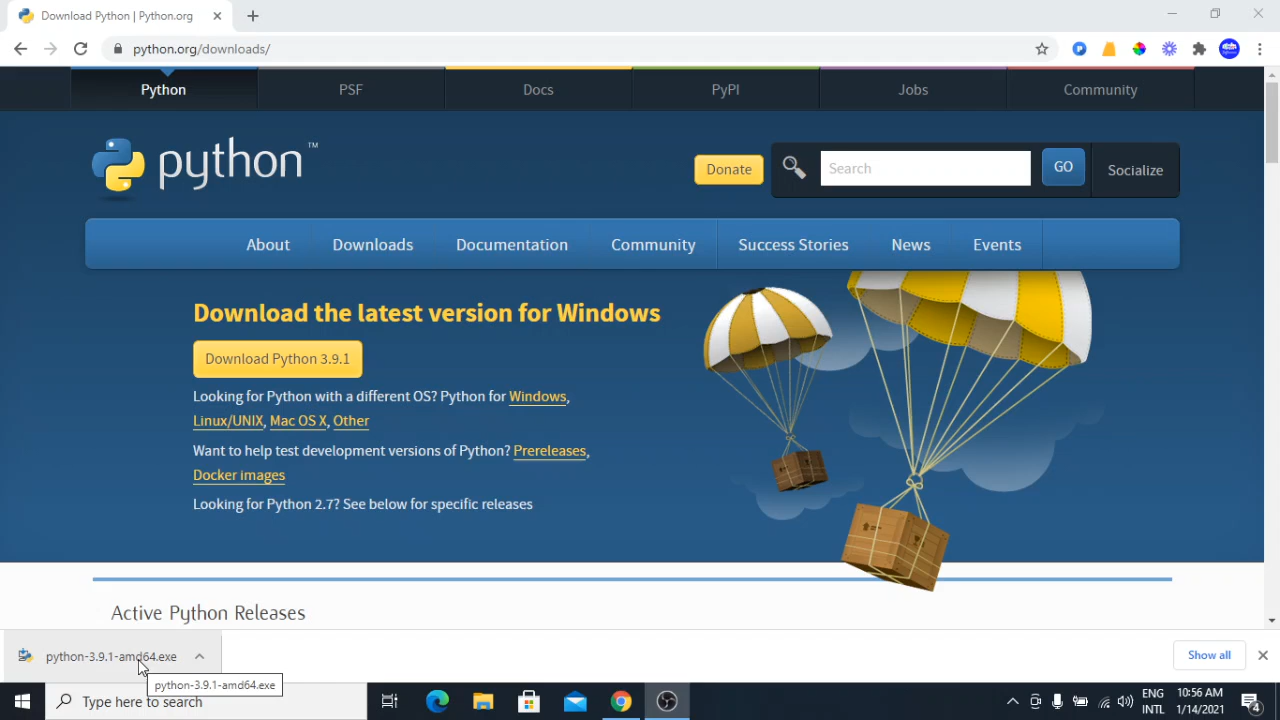 Download Python | Python.org
python.org/downloads/
Python
PSF
Docs
PyPI
Jobs
Community
python™
Donate
Search
GO
Socialize
About
Downloads
Documentation
Community
Success Stories
News
Events
Download the latest version for Windows
Download Python 3.9.1
Looking for Python with a different OS? Python for Windows,
Linux/UNIX, Mac OS X, Other
Want to help test development versions of Python? Prereleases,
Docker images
Looking for Python 2.7? See below for specific releases
Active Python Releases
python-3.9.1-amd64.exe
python-3.9.1-amd64.exe
Show all
Type here to search
ENG
INTL
10:56 AM
1/14/2021
4